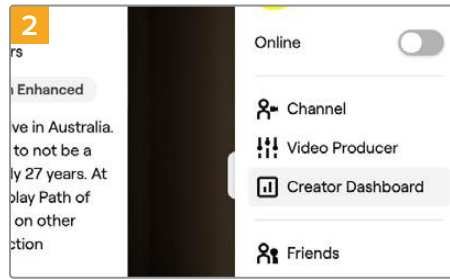 2
rs
Enhanced
ve in Australia.
to not be a
ly 27 years. At
play Path of
on other
ction
Online
Channel
Video Producer
Creator Dashboard
Friends